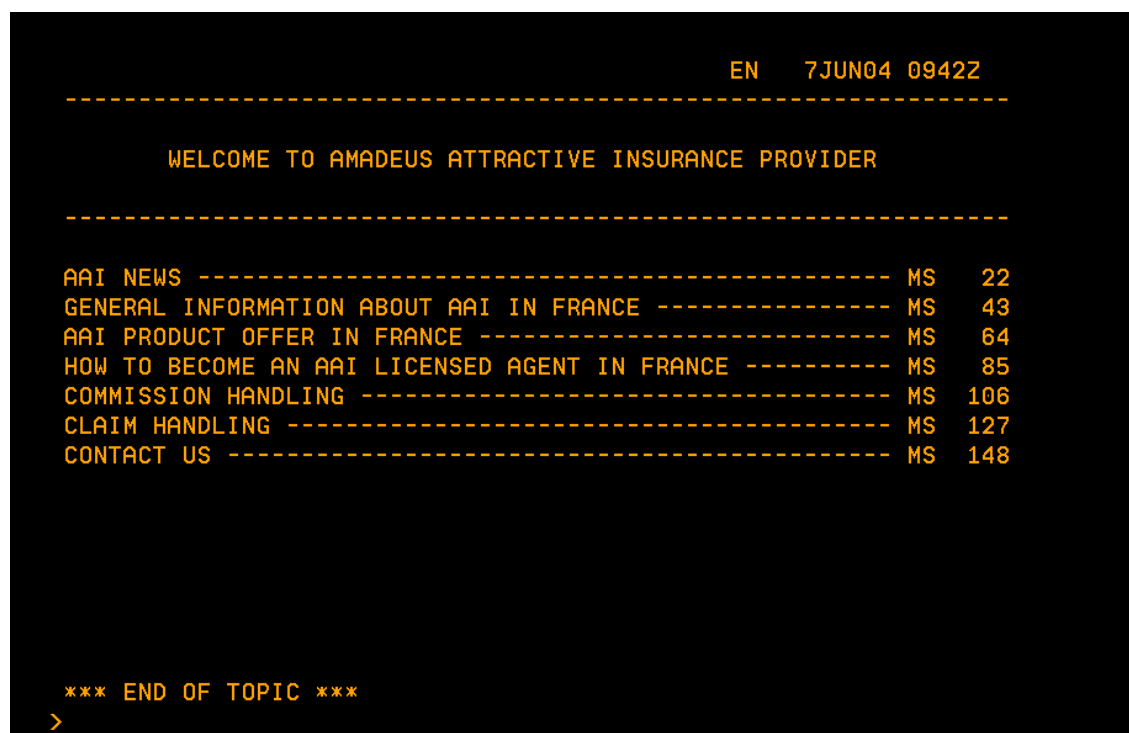 EN   7JUN04 0942Z
----------------------------------------------------------------
WELCOME TO AMADEUS ATTRACTIVE INSURANCE PROVIDER
----------------------------------------------------------------
AAI NEWS ----------------------------------------------- MS   22
GENERAL INFORMATION ABOUT AAI IN FRANCE ---------------- MS   43
AAI PRODUCT OFFER IN FRANCE ---------------------------- MS   64
HOW TO BECOME AN AAI LICENSED AGENT IN FRANCE ---------- MS   85
COMMISSION HANDLING ------------------------------------ MS  106
CLAIM HANDLING ----------------------------------------- MS  127
CONTACT US --------------------------------------------- MS  148
*** END OF TOPIC ***
>